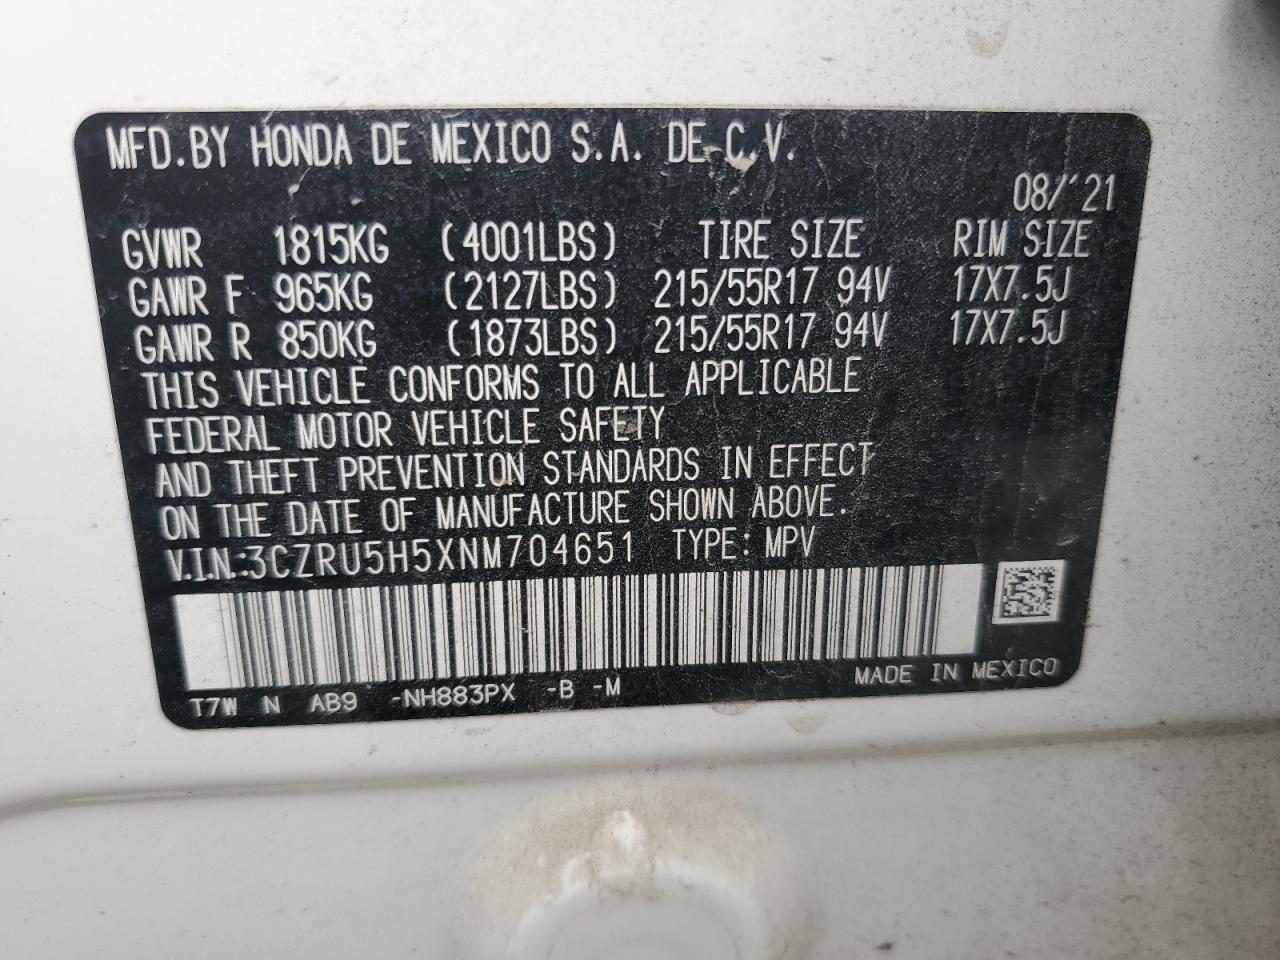 MFD.BY HONDA DE MEXICO S.A. DE C.V.
08/'21
GVWR 1815KG (4001LBS) TIRE SIZE RIM SIZE
GAWR F 965KG (2127LBS) 215/55R17 94V 17X7.5J
GAWR R 850KG (1873LBS) 215/55R17 94V 17X7.5J
THIS VEHICLE CONFORMS TO ALL APPLICABLE
FEDERAL MOTOR VEHICLE SAFETY
AND THEFT PREVENTION STANDARDS IN EFFECT
ON THE DATE OF MANUFACTURE SHOWN ABOVE.
V.I.N.:3CZRU5H5XNM704651 TYPE: MPV
T7W N AB9 -NH883PX -B -M MADE IN MEXICO